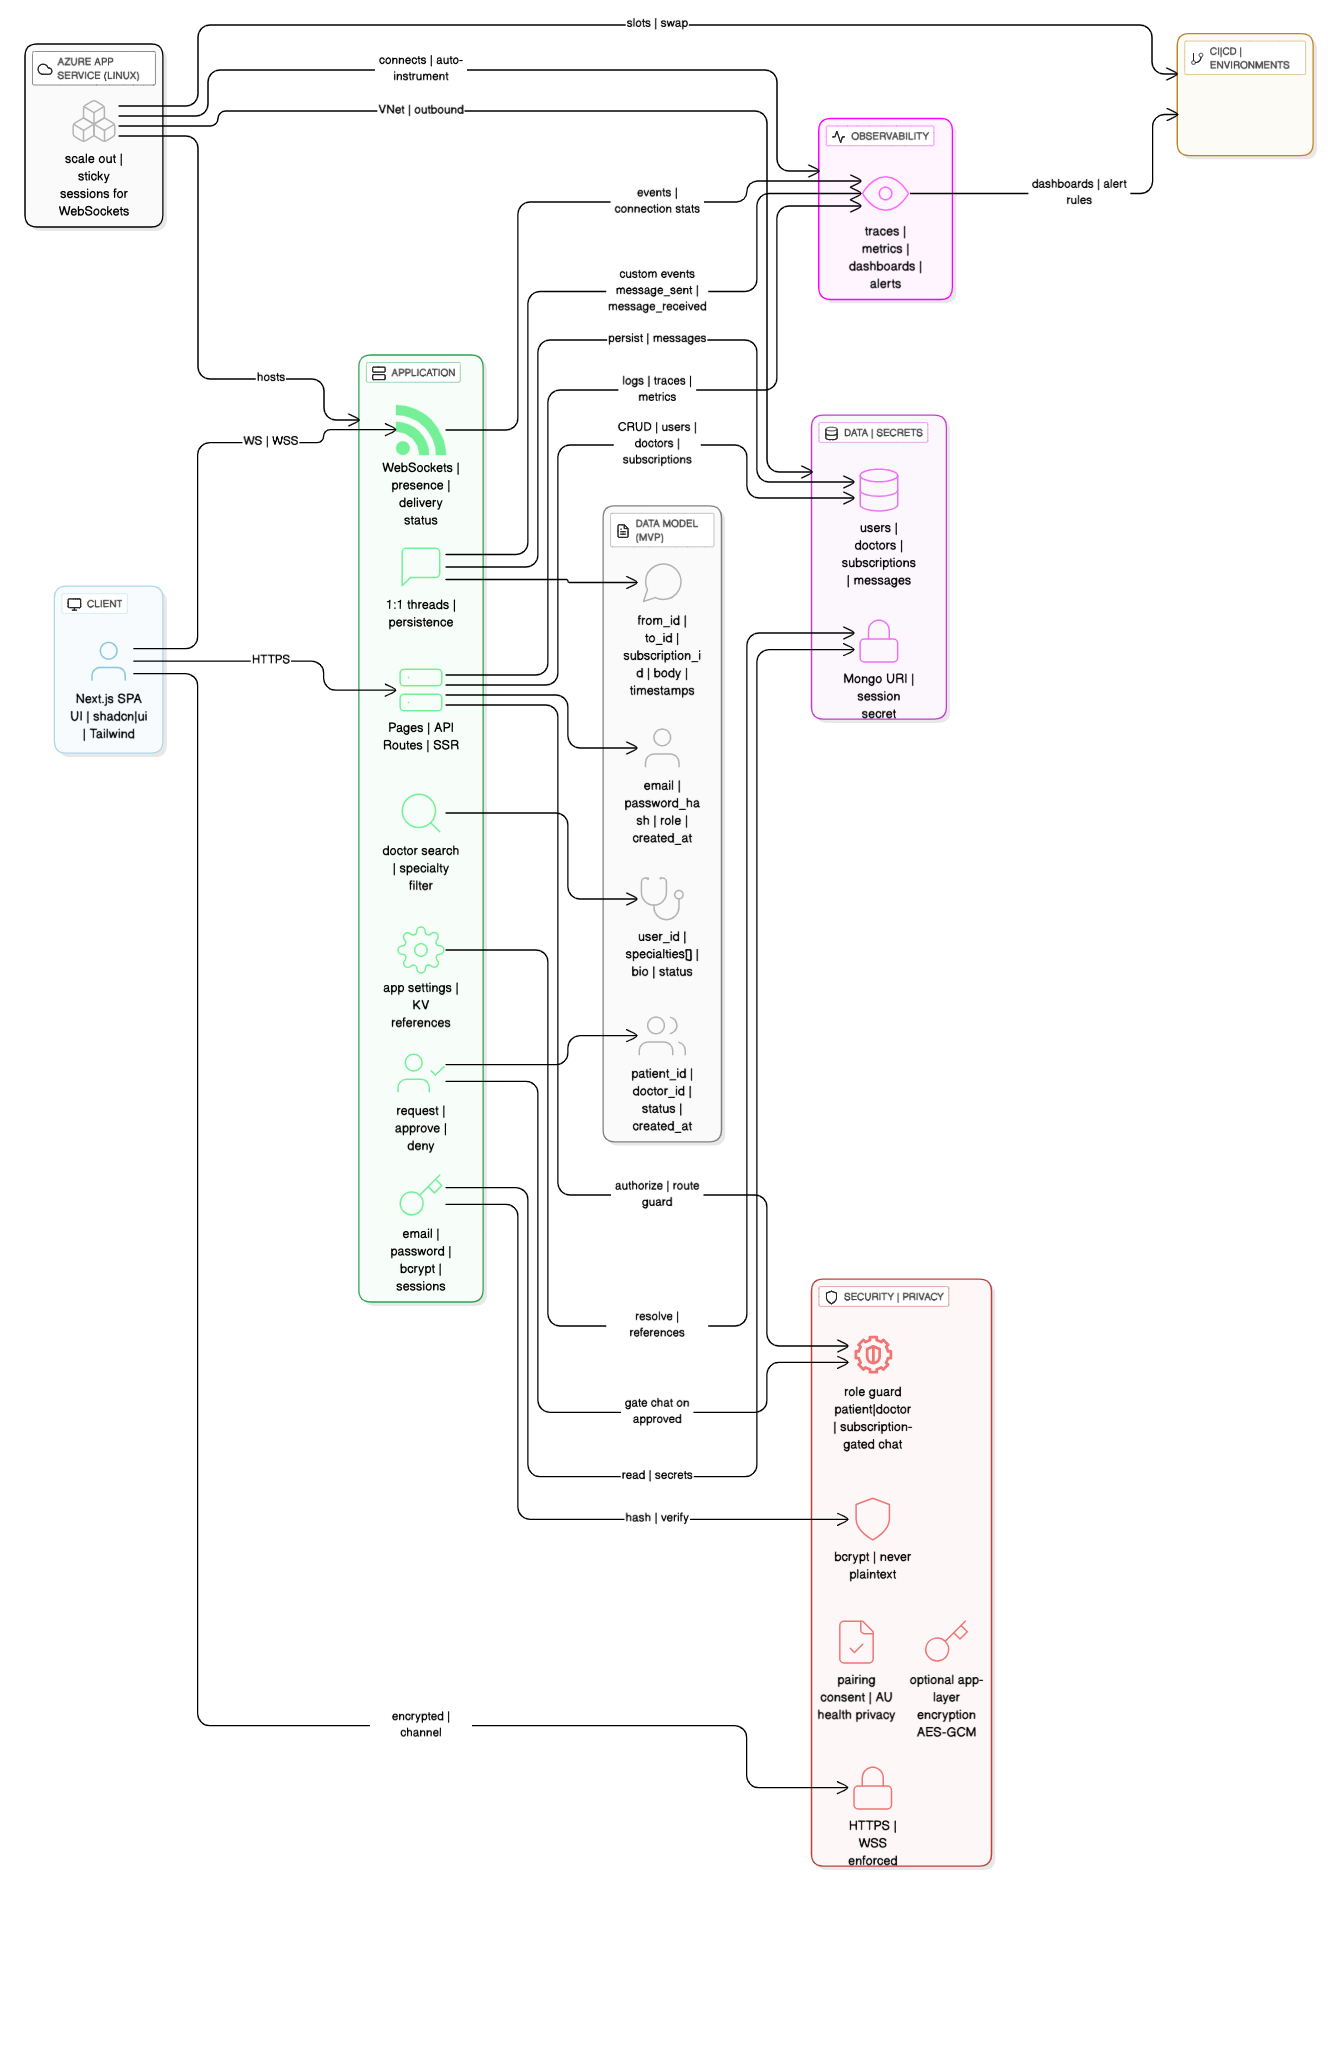 slots | swap
AZURE APP
SERVICE (LINUX)
scale out |
sticky
sessions for
WebSockets
connects | auto-
instrument
VNet | outbound
CI|CD |
ENVIRONMENTS
OBSERVABILITY
traces |
metrics |
dashboards |
alerts
dashboards | alert
rules
events |
connection stats
custom events
message_sent |
message_received
persist | messages
logs | traces |
metrics
CRUD | users |
doctors |
subscriptions
hosts
WS | WSS
APPLICATION
WebSockets |
presence |
delivery
status
1:1 threads |
persistence
Pages | API
Routes | SSR
doctor search
| specialty
filter
app settings |
KV
references
request |
approve |
deny
email |
password |
bcrypt |
sessions
CLIENT
Next.js SPA
UI | shadcn|ui
| Tailwind
HTTPS
DATA MODEL
(MVP)
from_id |
to_id |
subscription_i
d | body |
timestamps
email |
password_ha
sh | role |
created_at
user_id |
specialties[] |
bio | status
patient_id |
doctor_id |
status |
created_at
DATA | SECRETS
users |
doctors |
subscriptions
| messages
Mongo URI |
session
secret
authorize | route
guard
resolve |
references
gate chat on
approved
read | secrets
hash | verify
encrypted |
channel
SECURITY | PRIVACY
role guard
patient|doctor
| subscription-
gated chat
bcrypt | never
plaintext
pairing
consent | AU
health privacy
optional app-
layer
encryption
AES-GCM
HTTPS |
WSS
enforced